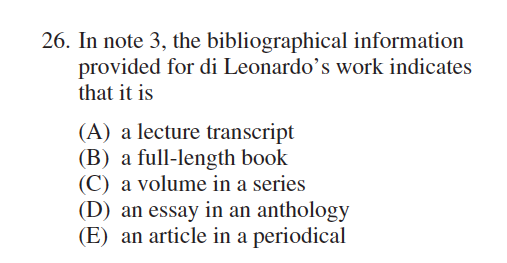 26. In note 3, the bibliographical information
provided for di Leonardo’s work indicates
that it is
(A) a lecture transcript
(B) a full-length book
(C) a volume in a series
(D) an essay in an anthology
(E) an article in a periodical